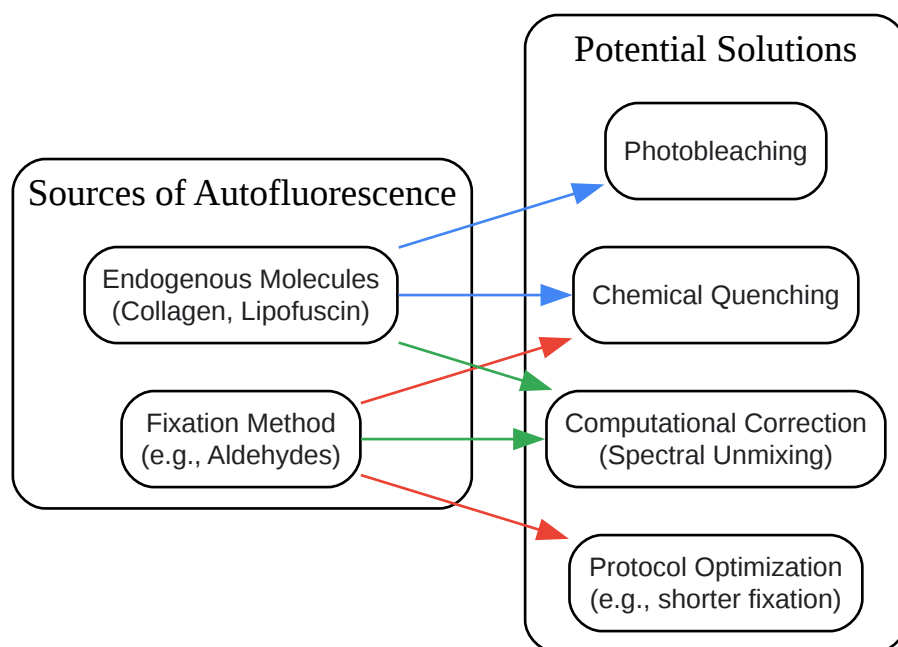 Sources of Autofluorescence
Endogenous Molecules
(Collagen, Lipofuscin)
Fixation Method
(e.g., Aldehydes)
Potential Solutions
Photobleaching
Chemical Quenching
Computational Correction
(Spectral Unmixing)
Protocol Optimization
(e.g., shorter fixation)